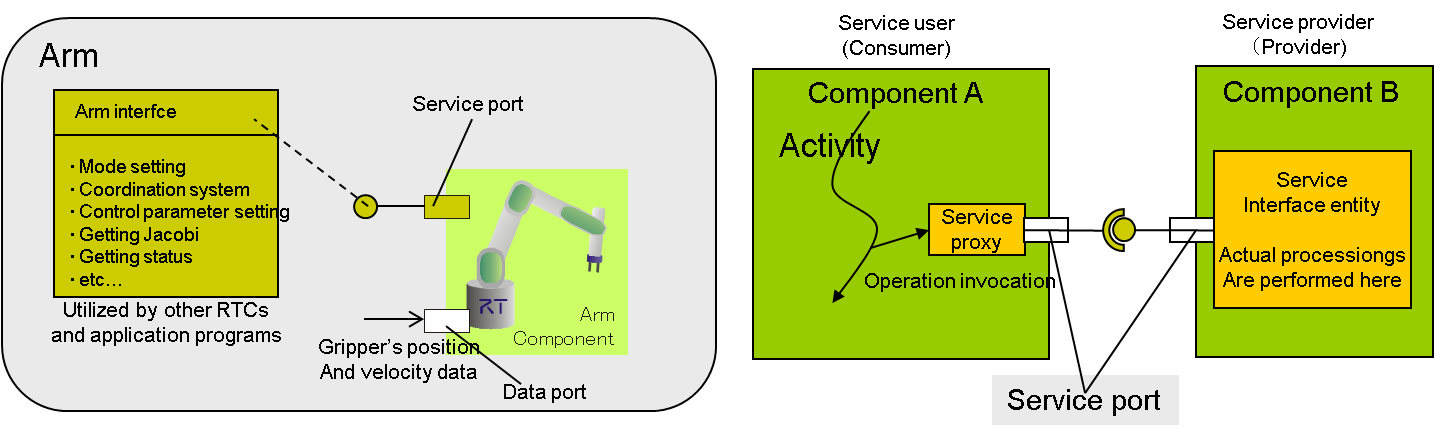 Arm
Arm interfce
・Mode setting
・Coordination system
・Control parameter setting
・Getting Jacobi
・Getting status
・etc…
Utilized by other RTCs
and application programs
Service port
RT
Arm
Component
Gripper's position
And velocity data
Data port
Service user
(Consumer)
Component A
Activity
Service
proxy
Operation invocation
Service provider
（Provider)
Component B
Service
Interface entity
Actual processiongs
Are performed here
Service port